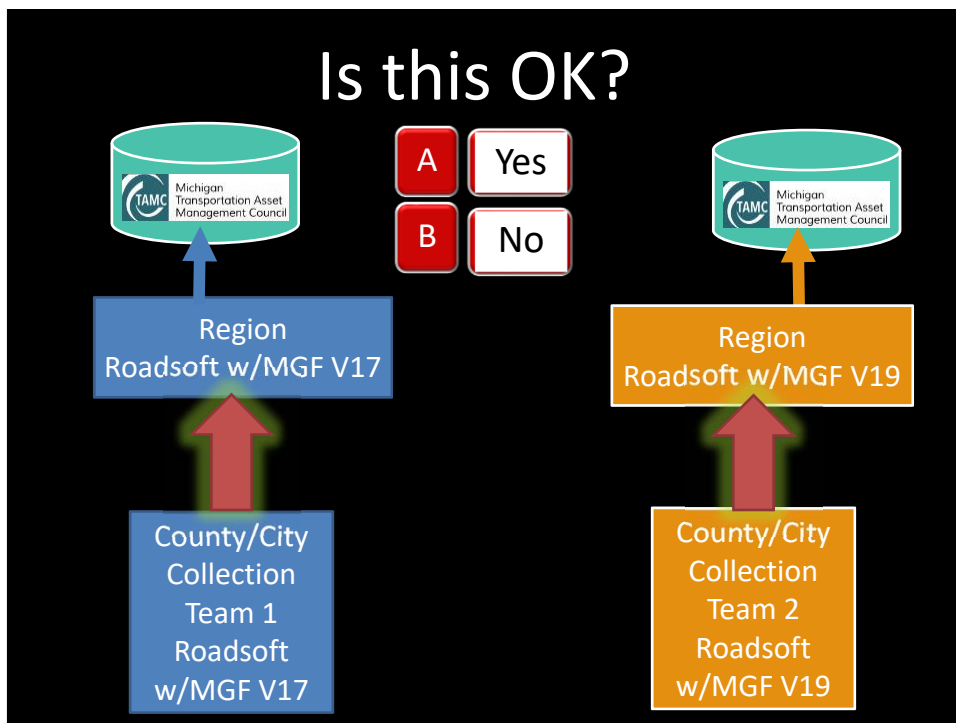 Is this OK?
TAMC
Michigan
Transportation Asset
Management Council
A
Yes
B
No
TAMC
Michigan
Transportation Asset
Management Council
Region
Roadsoft w/MGF V17
Region
Roadsoft w/MGF V19
County/City
Collection
Team 1
Roadsoft
w/MGF V17
County/City
Collection
Team 2
Roadsoft
w/MGF V19